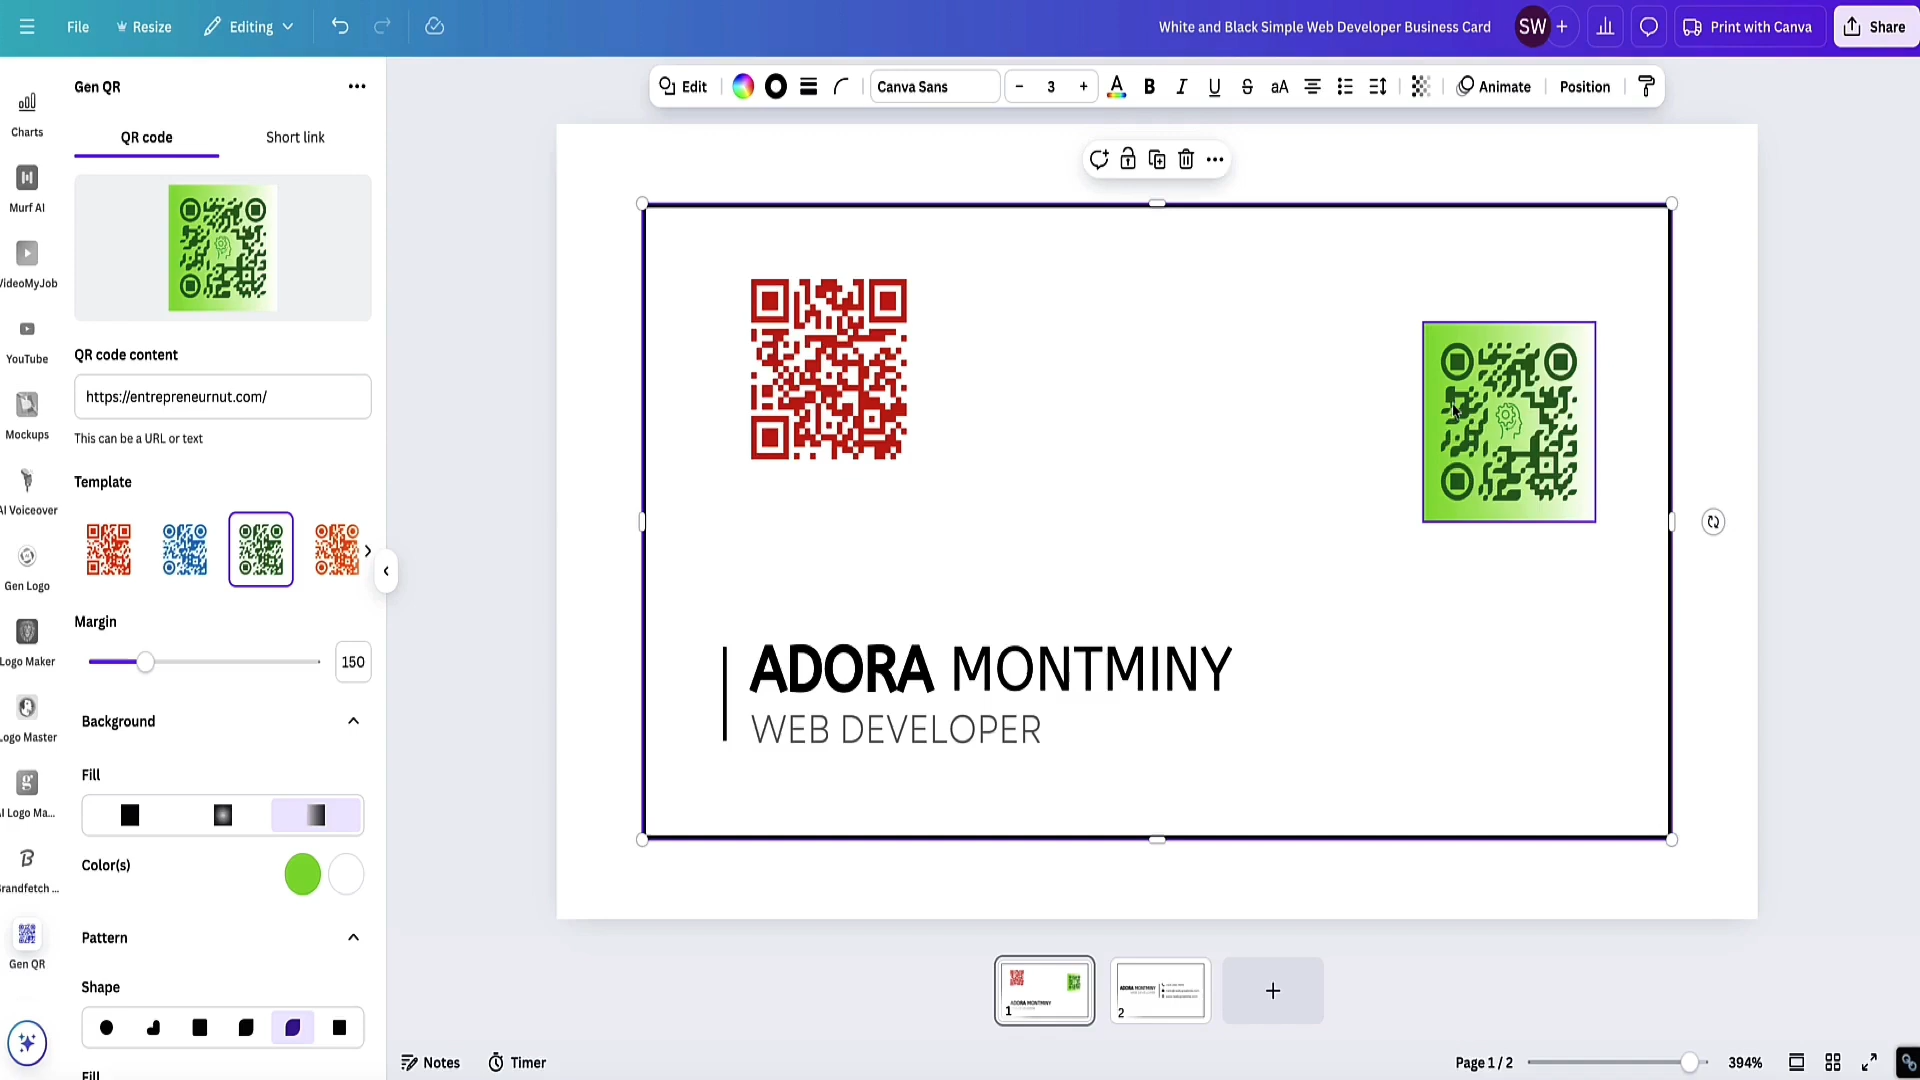 File
Resize
Editing
White and Black Simple Web Developer Business Card
SW
+
Print with Canva
Share
Gen QR
QR code
Short link
QR code content
https://entrepreneurnut.com/
This can be a URL or text
Template
Margin
150
Background
Fill
Color(s)
Pattern
Shape
Fill
Charts
Murf AI
VideoMyJob
YouTube
Mockups
AI Voiceover
Gen Logo
Logo Maker
Logo Master
AI Logo Ma...
Brandfetch ...
Gen QR
Edit
Canva Sans
− 3 +
A
B
I
U
S
aA
Animate
Position
ADORA MONTMINY
WEB DEVELOPER
ADORA MONTMINY
1
2
+
Notes
Timer
Page 1 / 2
394%